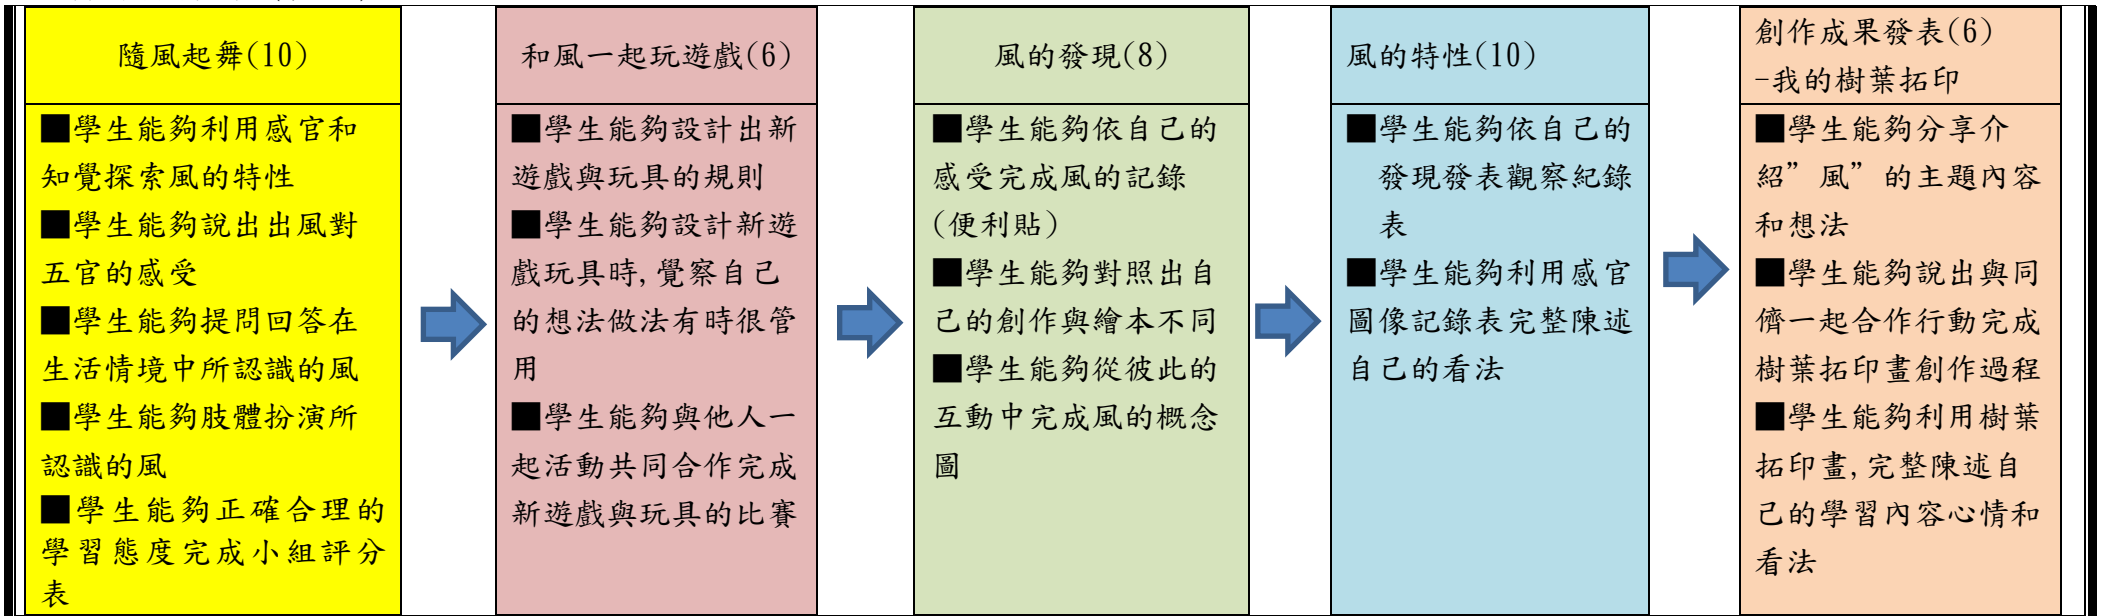 隨風起舞(10)
■學生能夠利用感官和
知覺探索風的特性
■學生能夠說出出風對
五官的感受
■學生能夠提問回答在
生活情境中所認識的風
■學生能夠肢體扮演所
認識的風
■學生能夠正確合理的
學習態度完成小組評分
表
和風一起玩遊戲(6)
■學生能夠設計出新
遊戲與玩具的規則
■學生能夠設計新遊
戲玩具時,覺察自己
的想法做法有時很管
用
■學生能夠與他人一
起活動共同合作完成
新遊戲與玩具的比賽
風的發現(8)
■學生能夠依自己的
感受完成風的記錄
(便利貼)
■學生能夠對照出自
己的創作與繪本不同
■學生能夠從彼此的
互動中完成風的概念
圖
風的特性(10)
■學生能夠依自己的
發現發表觀察紀錄
表
■學生能夠利用感官
圖像記錄表完整陳述
自己的看法
創作成果發表(6)
-我的樹葉拓印
■學生能夠分享介
紹”風”的主題內容
和想法
■學生能夠說出與同
儕一起合作行動完成
樹葉拓印畫創作過程
■學生能夠利用樹葉
拓印畫,完整陳述自
己的學習內容心情和
看法